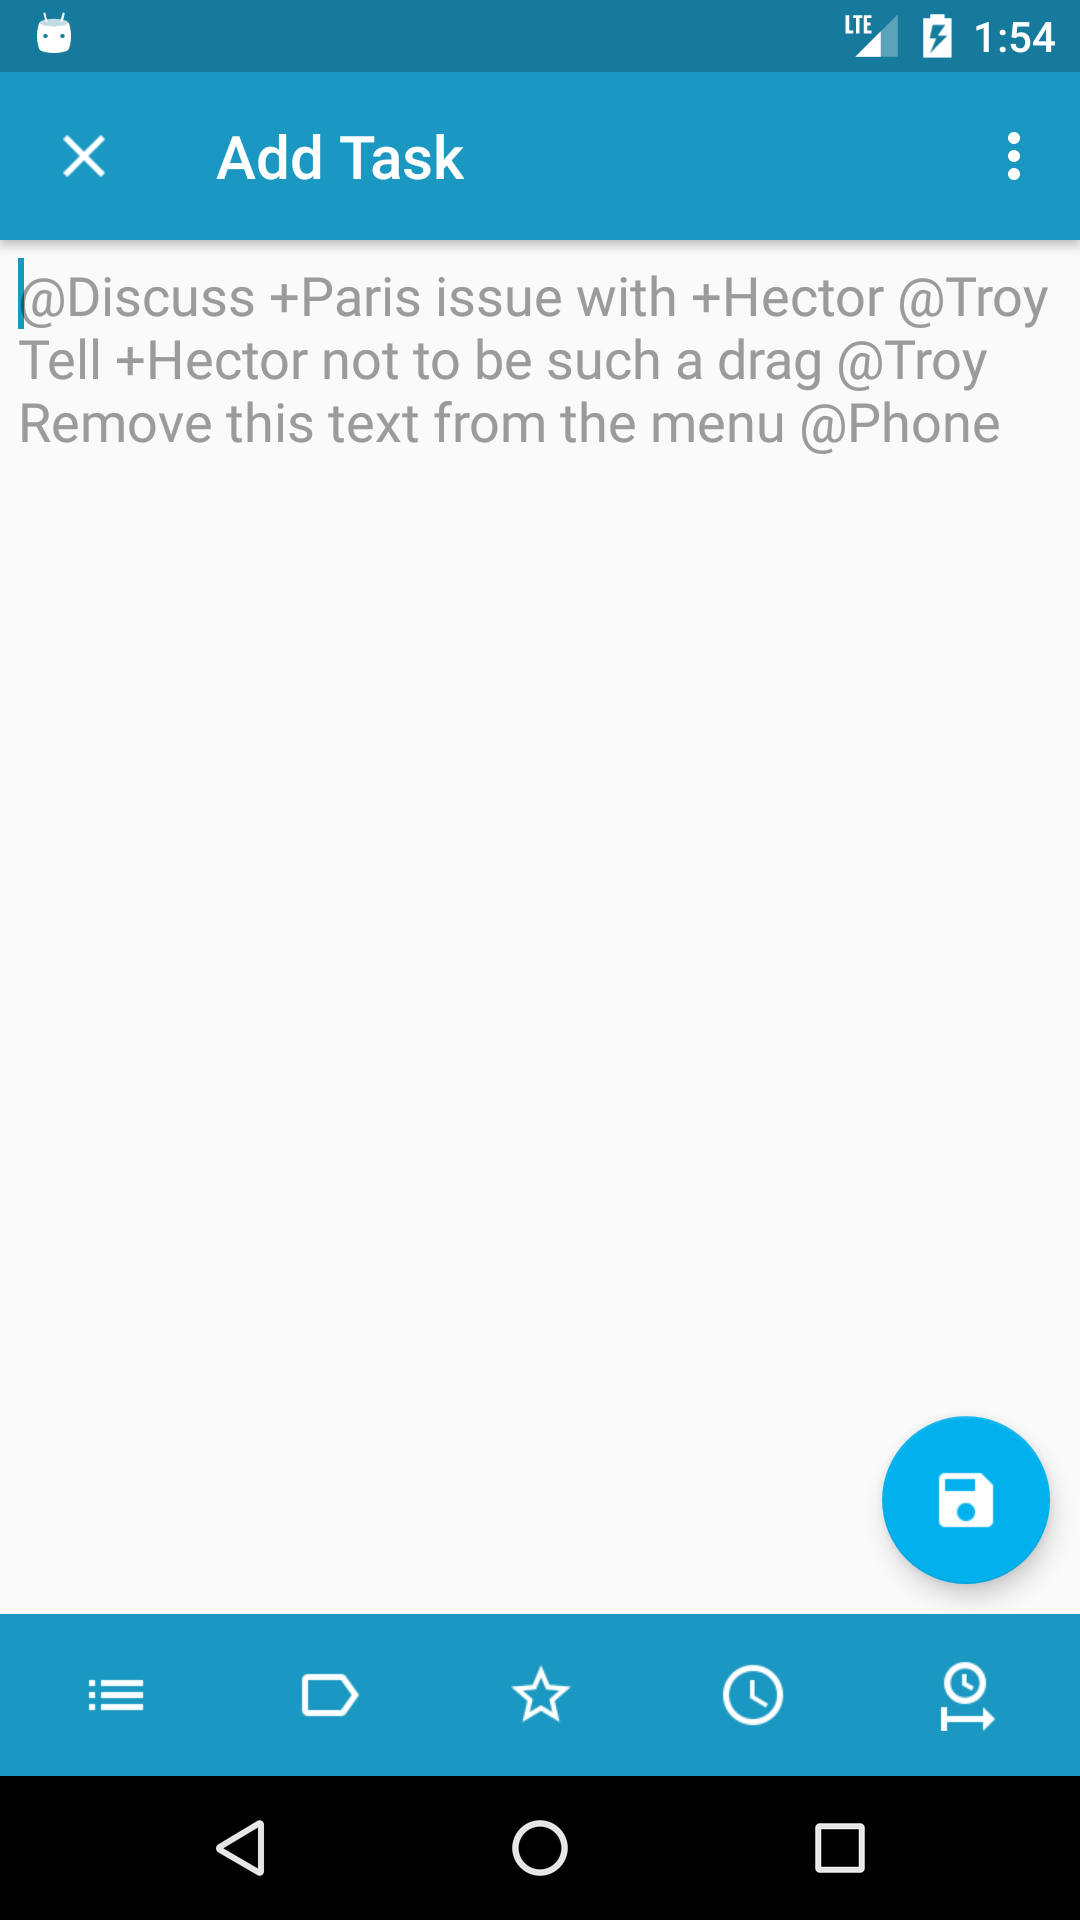 LTE 1:54
Add Task
@Discuss +Paris issue with +Hector @Troy
Tell +Hector not to be such a drag @Troy
Remove this text from the menu @Phone